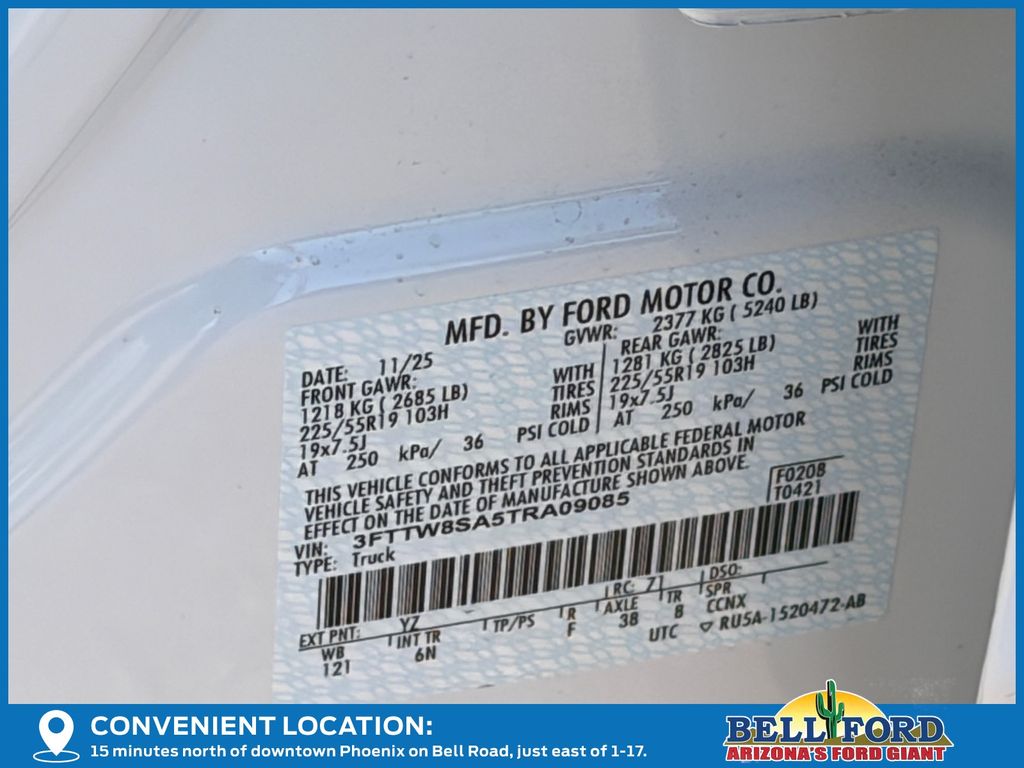 MFD. BY FORD MOTOR CO.
DATE: 11/25 GVWR: 2377 KG ( 5240 LB)
FRONT GAWR: REAR GAWR:
1218 KG ( 2685 LB) WITH 1281 KG ( 2825 LB) WITH
225/55R19 103H TIRES 225/55R19 103H TIRES
19x7.5J RIMS 19x7.5J RIMS
AT 250 kPa/ 36 PSI COLD AT 250 kPa/ 36 PSI COLD
THIS VEHICLE CONFORMS TO ALL APPLICABLE FEDERAL MOTOR
VEHICLE SAFETY AND THEFT PREVENTION STANDARDS IN
EFFECT ON THE DATE OF MANUFACTURE SHOWN ABOVE.
VIN: 3FTTW8SA5TRA09085 F0208
TYPE: Truck T0421
EXT PNT: YZ RC: 71 DSO:
WB INT TR TP/PS R AXLE TR SPR
121 6N F 38 8 CCNX
UTC ▽ RU5A-1520472-AB
CONVENIENT LOCATION:
15 minutes north of downtown Phoenix on Bell Road, just east of 1-17.
BELL FORD
ARIZONA'S FORD GIANT